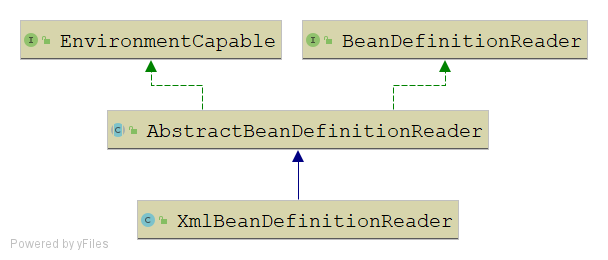 EnvironmentCapable
BeanDefinitionReader
AbstractBeanDefinitionReader
XmlBeanDefinitionReader
Powered by yFiles